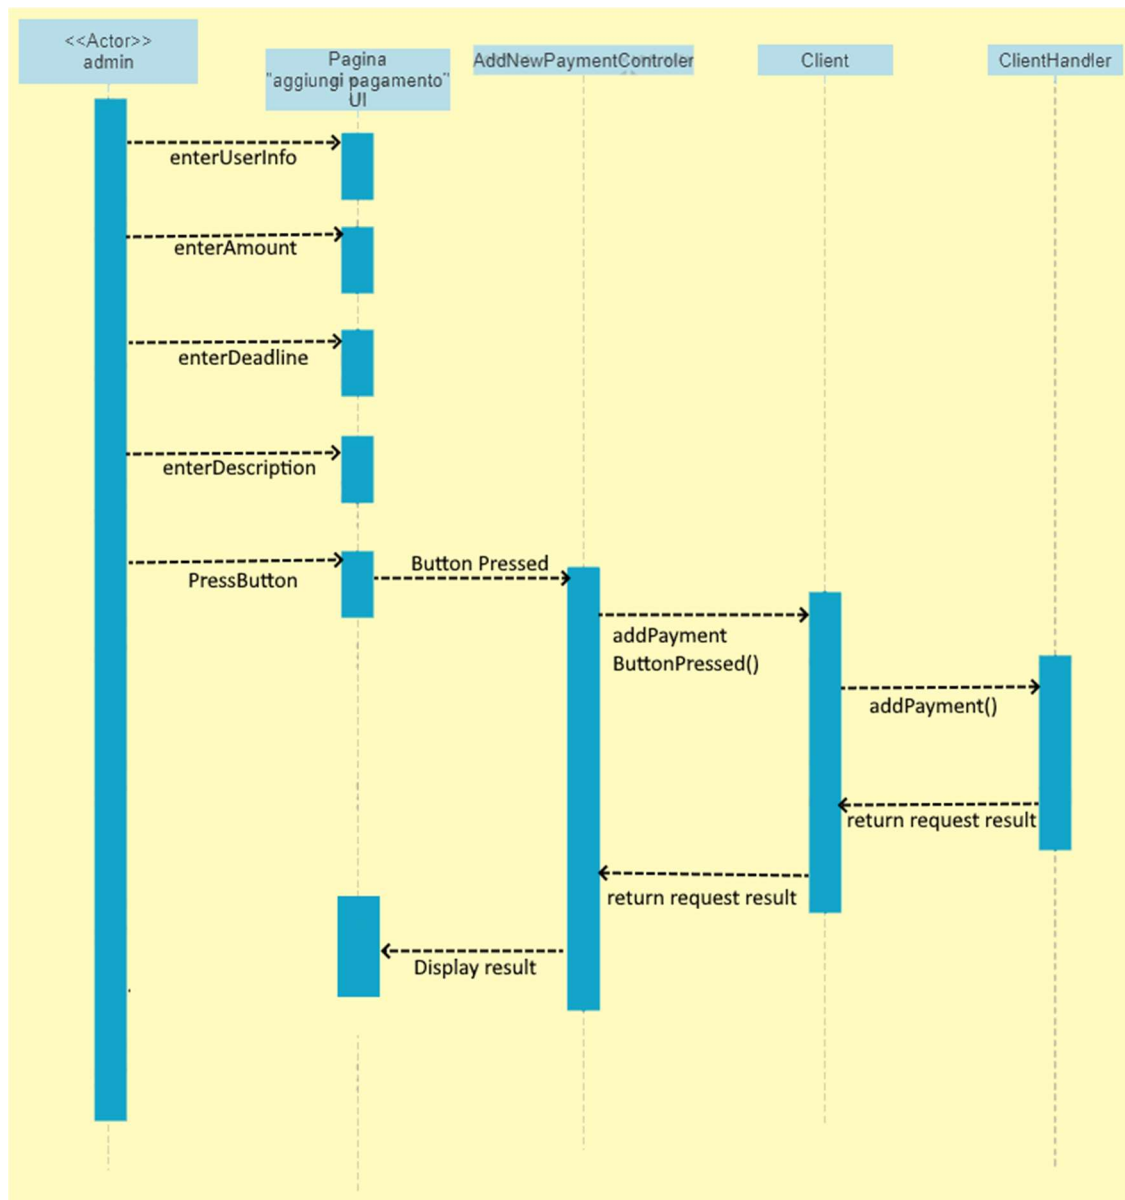 <<Actor>>
admin
Pagina
"aggiungi pagamento"
UI
AddNewPaymentControler
Client
ClientHandler
enterUserInfo
enterAmount
enterDeadline
enterDescription
PressButton
Button Pressed
addPayment
ButtonPressed()
addPayment()
return request result
return request result
Display result